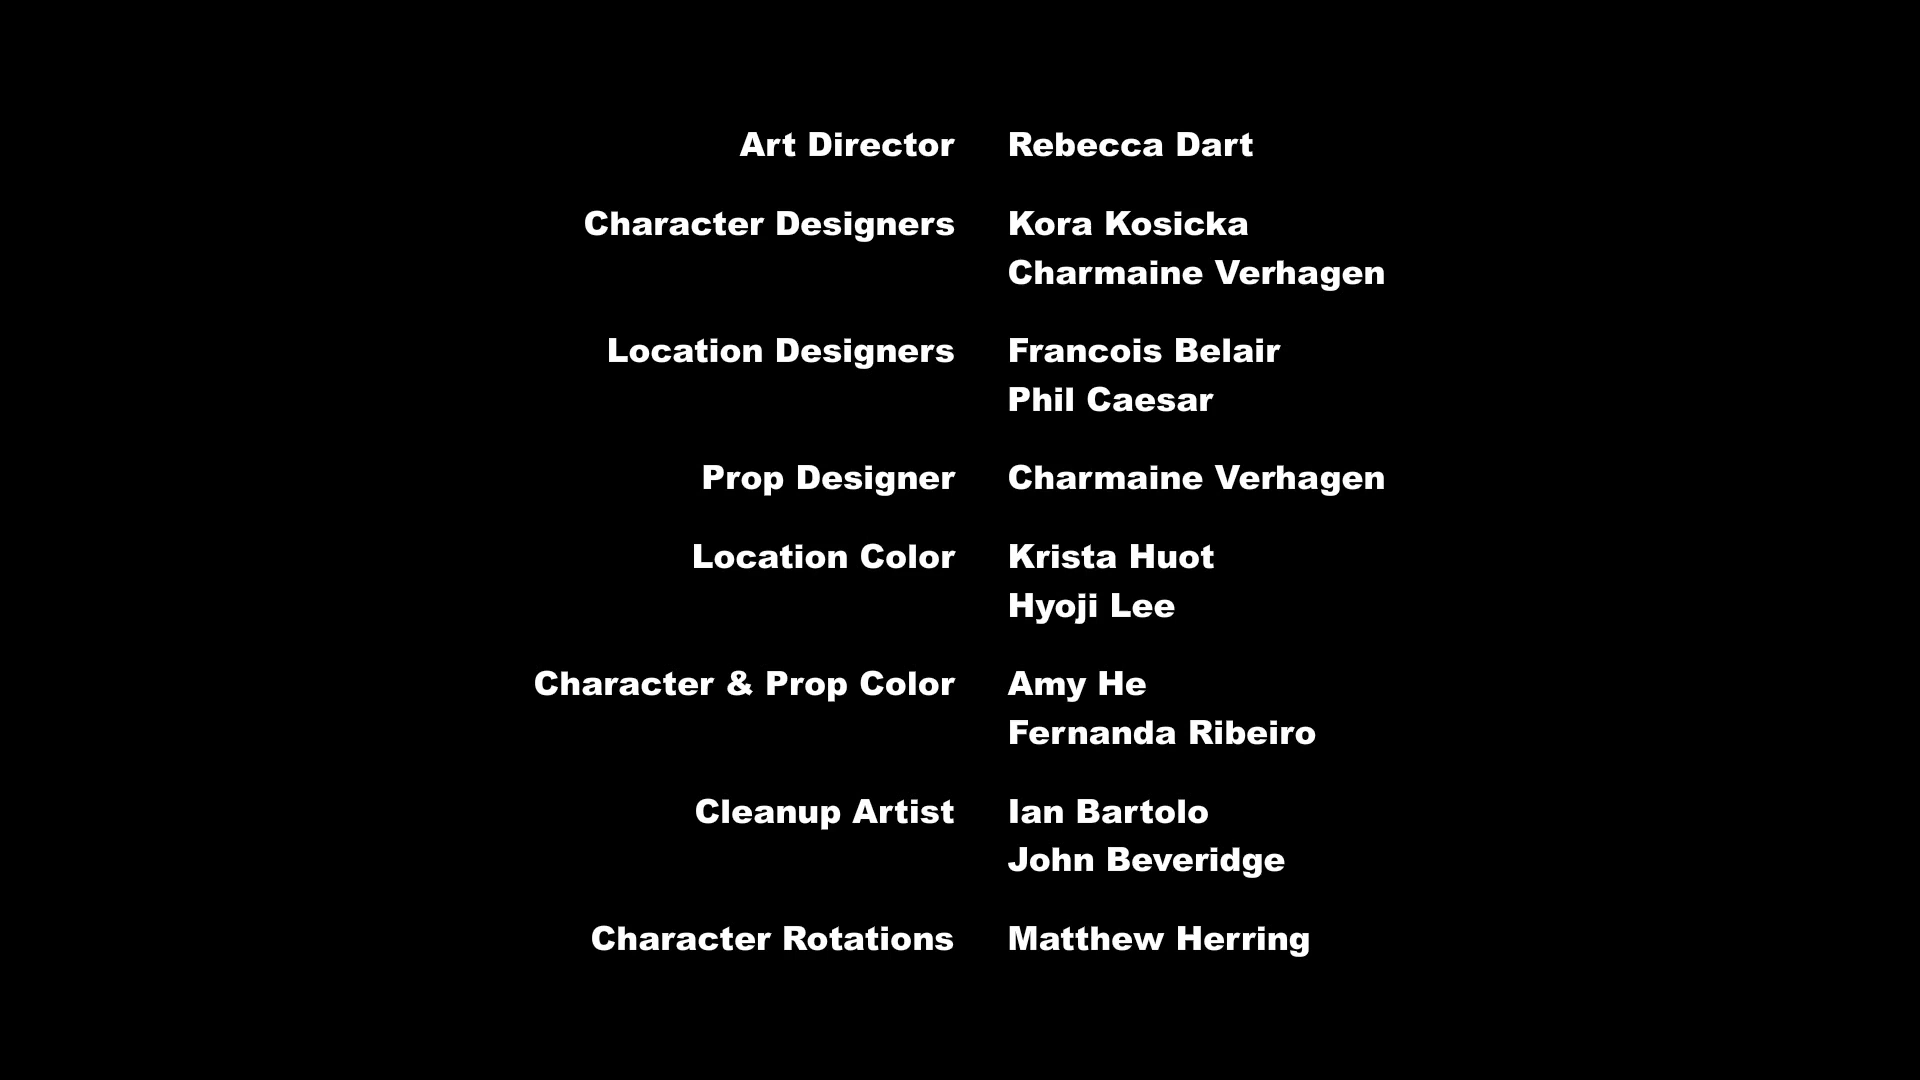 Art Director Rebecca Dart
Character Designers Kora Kosicka
Charmaine Verhagen
Location Designers Francois Belair
Phil Caesar
Prop Designer Charmaine Verhagen
Location Color Krista Huot
Hyoji Lee
Character & Prop Color Amy He
Fernanda Ribeiro
Cleanup Artist Ian Bartolo
John Beveridge
Character Rotations Matthew Herring